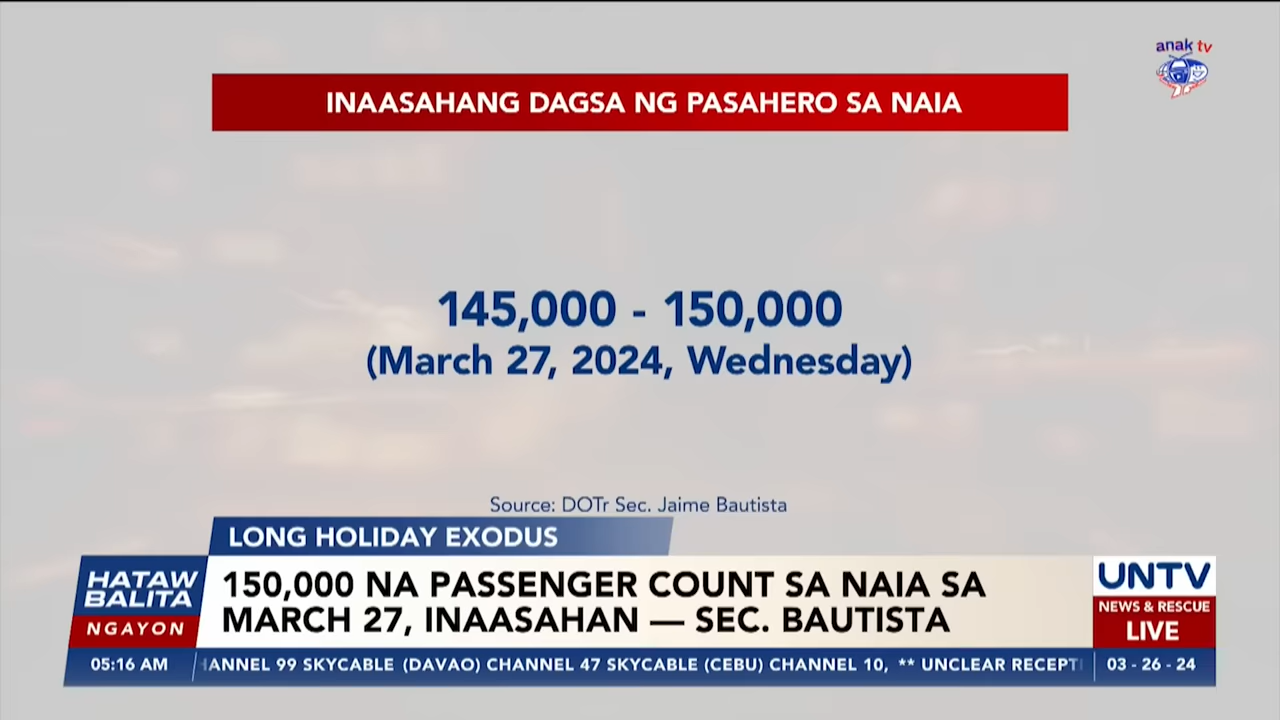 anak tv
INAASAHANG DAGSA NG PASAHERO SA NAIA
145,000 - 150,000
(March 27, 2024, Wednesday)
Source: DOTr Sec. Jaime Bautista
LONG HOLIDAY EXODUS
HATAW
BALITA
NGAYON
150,000 NA PASSENGER COUNT SA NAIA SA
MARCH 27, INAASAHAN — SEC. BAUTISTA
UNTV
NEWS & RESCUE
LIVE
05:16 AM
99 SKYCABLE (DAVAO) CHANNEL 47 SKYCABLE (CEBU) CHANNEL 10, ** UNCLEAR
03 - 26 - 24